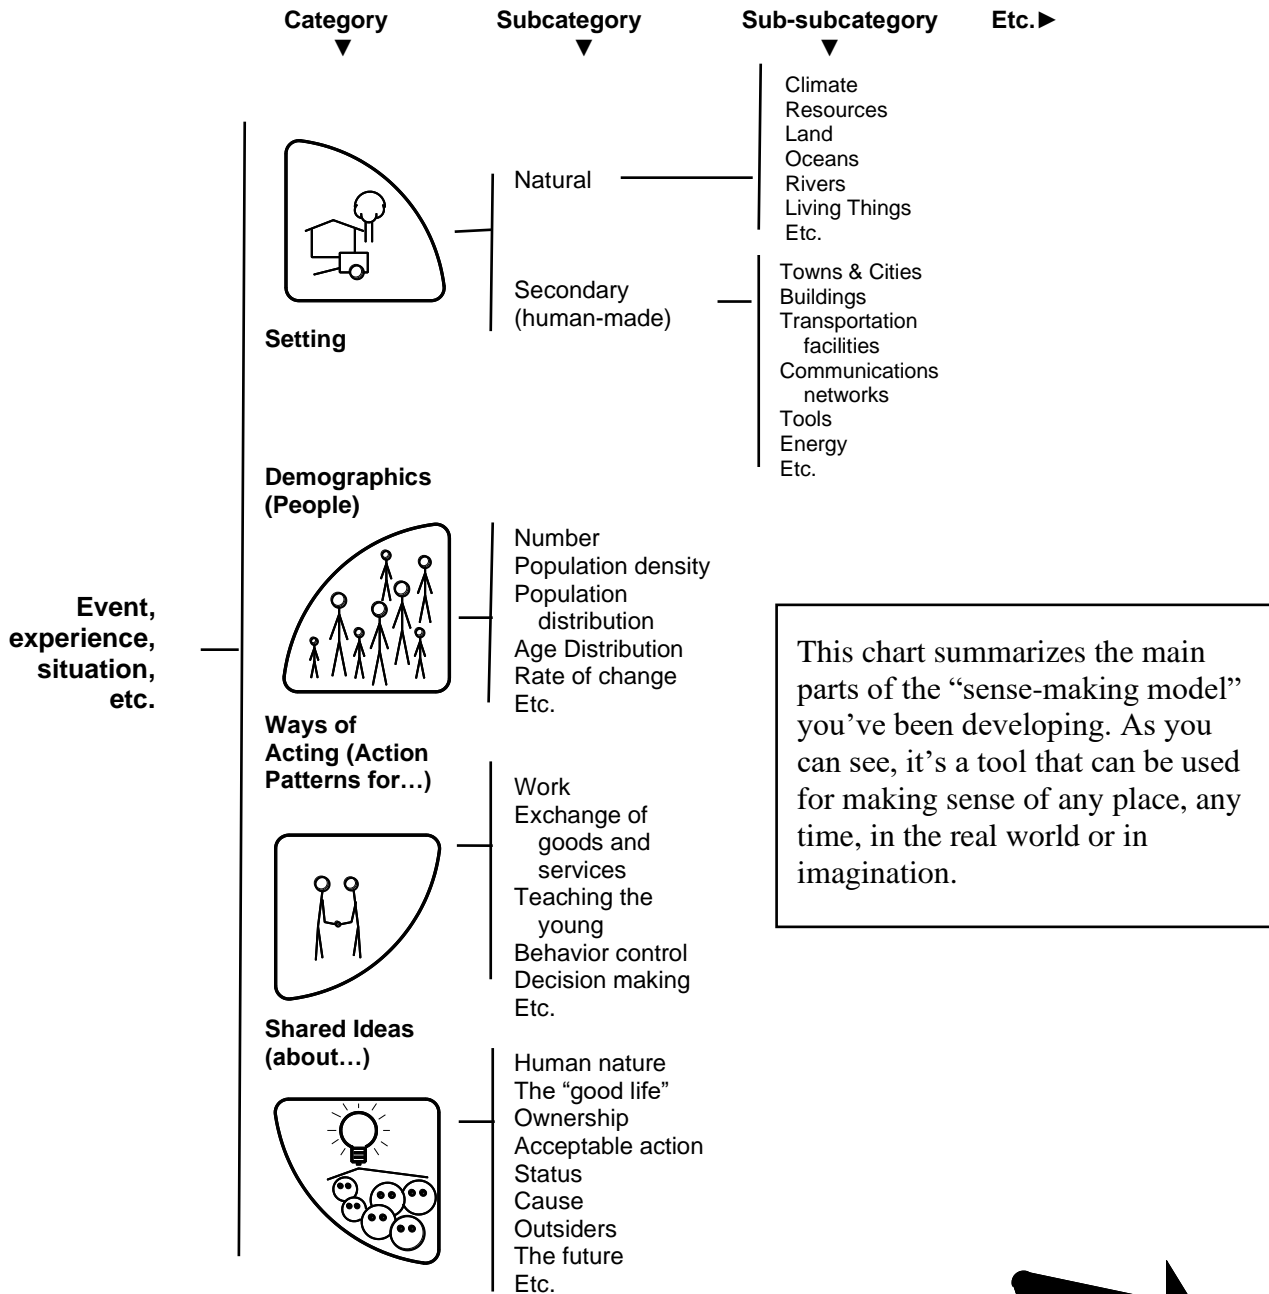 Category
Subcategory
Sub-subcategory
Etc.►
▼
▼
▼
Event,
experience,
situation,
etc.
Setting
Natural
Climate
Resources
Land
Oceans
Rivers
Living Things
Etc.
Secondary
(human-made)
Towns & Cities
Buildings
Transportation
facilities
Communications
networks
Tools
Energy
Etc.
Demographics
(People)
Number
Population density
Population
distribution
Age Distribution
Rate of change
Etc.
Ways of
Acting (Action
Patterns for…)
Work
Exchange of
goods and
services
Teaching the
young
Behavior control
Decision making
Etc.
Shared Ideas
(about…)
Human nature
The “good life”
Ownership
Acceptable action
Status
Cause
Outsiders
The future
Etc.
This chart summarizes the main
parts of the “sense-making model”
you’ve been developing. As you
can see, it’s a tool that can be used
for making sense of any place, any
time, in the real world or in
imagination.